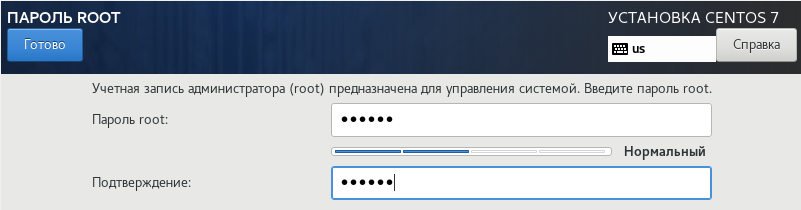 ПАРОЛЬ ROOT
УСТАНОВКА CENTOS 7
Готово
us
Справка
Учетная запись администратора (root) предназначена для управления системой. Введите пароль root.
Пароль root:
●●●●●●
Нормальный
Подтверждение:
●●●●●●